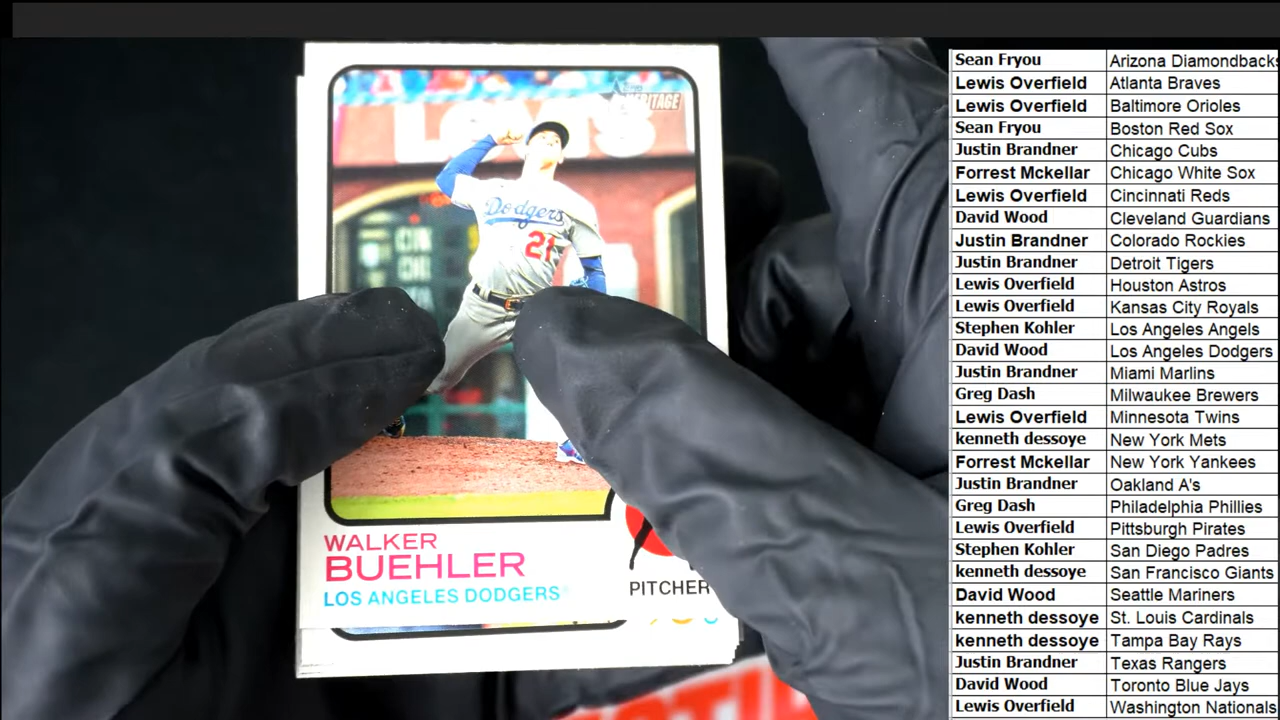 Topps
HERITAGE
Dodgers
21
WALKER
BUEHLER
LOS ANGELES DODGERS
PITCHER
Sean Fryou Arizona Diamondbacks
Lewis Overfield Atlanta Braves
Lewis Overfield Baltimore Orioles
Sean Fryou Boston Red Sox
Justin Brandner Chicago Cubs
Forrest Mckellar Chicago White Sox
Lewis Overfield Cincinnati Reds
David Wood Cleveland Guardians
Justin Brandner Colorado Rockies
Justin Brandner Detroit Tigers
Lewis Overfield Houston Astros
Lewis Overfield Kansas City Royals
Stephen Kohler Los Angeles Angels
David Wood Los Angeles Dodgers
Justin Brandner Miami Marlins
Greg Dash Milwaukee Brewers
Lewis Overfield Minnesota Twins
kenneth dessoye New York Mets
Forrest Mckellar New York Yankees
Justin Brandner Oakland A's
Greg Dash Philadelphia Phillies
Lewis Overfield Pittsburgh Pirates
Stephen Kohler San Diego Padres
kenneth dessoye San Francisco Giants
David Wood Seattle Mariners
kenneth dessoye St. Louis Cardinals
kenneth dessoye Tampa Bay Rays
Justin Brandner Texas Rangers
David Wood Toronto Blue Jays
Lewis Overfield Washington Nationals